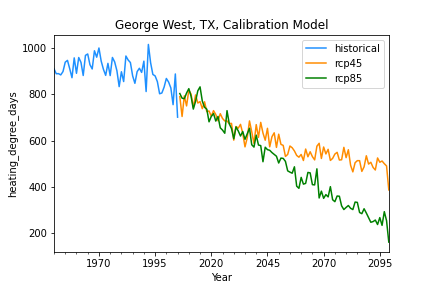 George West, TX, Calibration Model
historical
rcp45
rcp85
heating_degree_days
1000
800
600
400
200
1970
1995
2020
2045
2070
2095
Year